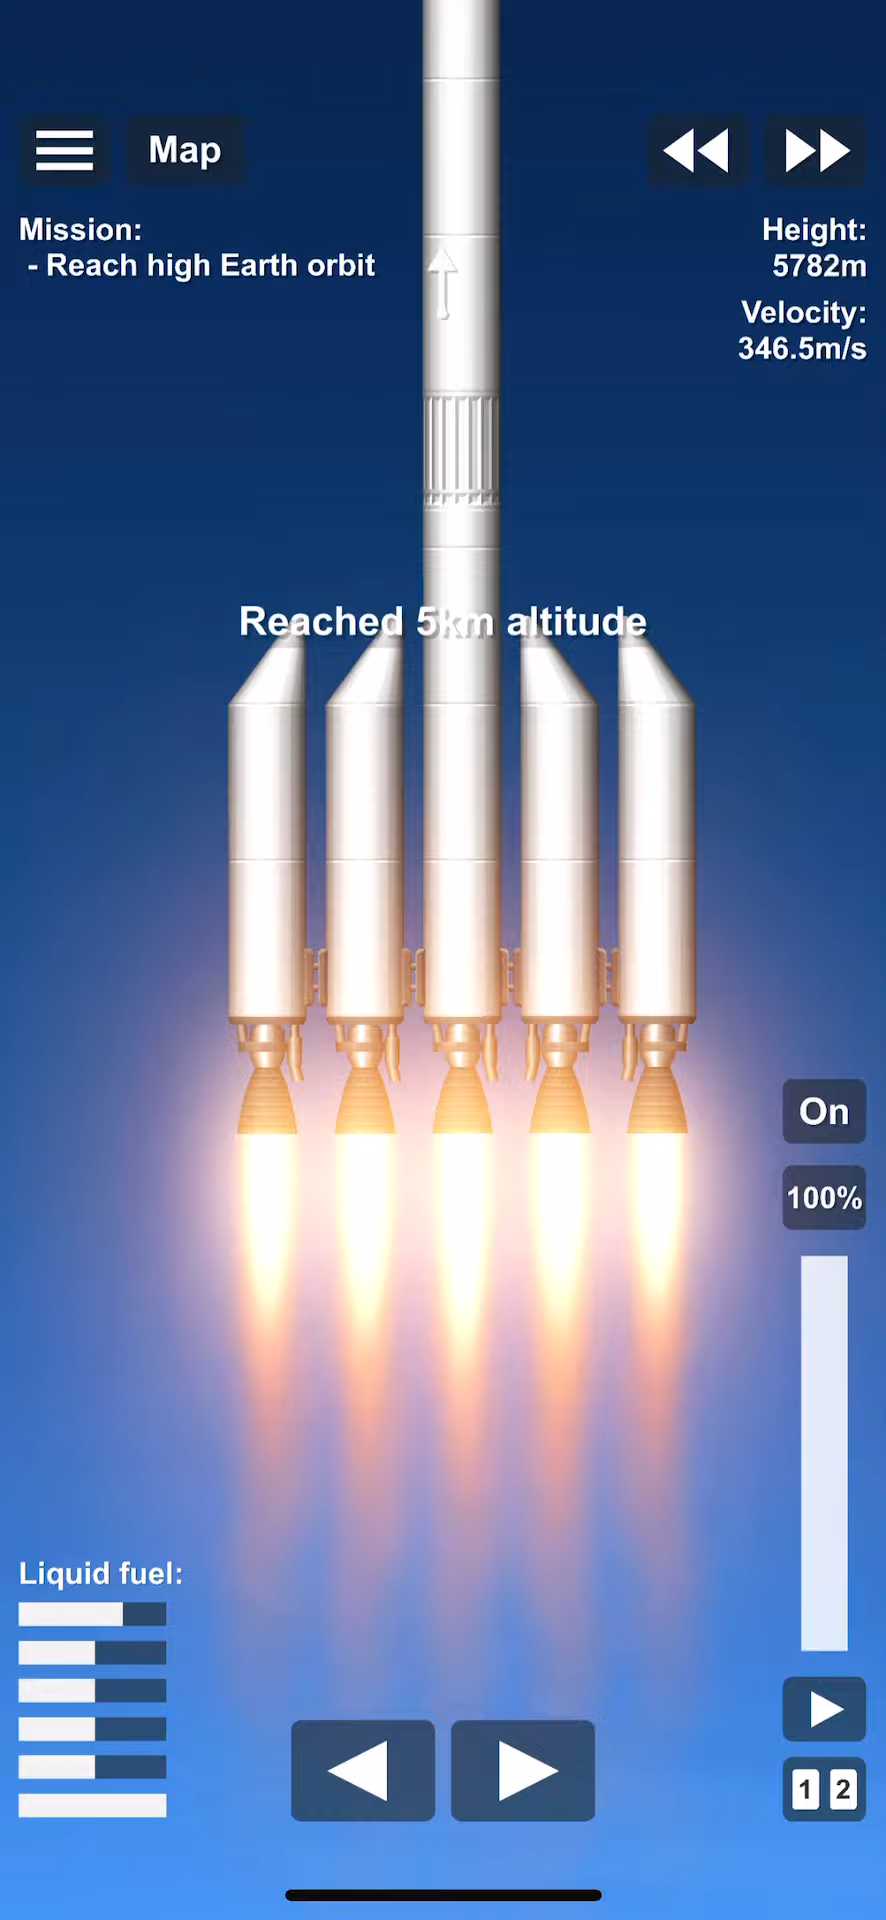 Map
Mission:
- Reach high Earth orbit
Height:
5782m
Velocity:
346.5m/s
Reached 5km altitude
On
100%
Liquid fuel:
1 2